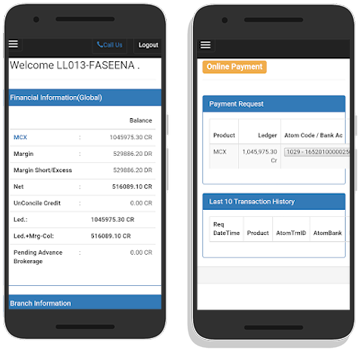 Call Us
Logout
Welcome LL013-FASEENA .
Financial Information(Global)
Balance
MCX : 1045975.30 CR
Margin : 529886.20 DR
Margin Short/Excess : 529886.20 DR
Net : 516089.10 CR
UnConcile Credit : 0.00 CR
Led.: 1045975.30 CR
Led.+Mrg-Col: 516089.10 CR
Pending Advance : 0.00 CR
Brokerage
Branch Information
Online Payment
Payment Request
Product Ledger Atom Code / Bank Ac
MCX 1,045,975.30 1029 - 16520100000256
Cr
Last 10 Transaction History
Req
DateTime Product AtomTrnID AtomBank